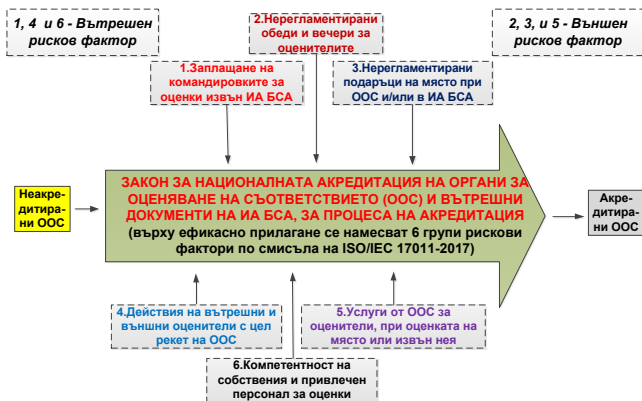 1, 4 и 6 - Вътрешен
рисков фактор
2.Нерегламентирани
обеди и вечери за
оценителите
2, 3, и 5 - Външен
рисков фактор
1.Заплащане на
командировките за
оценки извън ИА БСА
3.Нерегламентирани
подаръци на място при
ООС и/или в ИА БСА
Неакре-
дитира-
ни ООС
ЗАКОН ЗА НАЦИОНАЛНАТА АКРЕДИТАЦИЯ НА ОРГАНИ ЗА
ОЦЕНЯВАНЕ НА СЪОТВЕТСТВИЕТО (ООС) И ВЪТРЕШНИ
ДОКУМЕНТИ НА ИА БСА, ЗА ПРОЦЕСА НА АКРЕДИТАЦИЯ
(върху ефикасно прилагане се намесват 6 групи рискови
фактори по смисъла на ISO/IEC 17011-2017)
Акре-
дитира-
ни ООС
4.Действия на вътрешни и
външни оценители с цел
рекет на ООС
5.Услуги от ООС за
оценители, при оценката на
място или извън нея
6.Компетентност на
собствения и привлечен
персонал за оценки